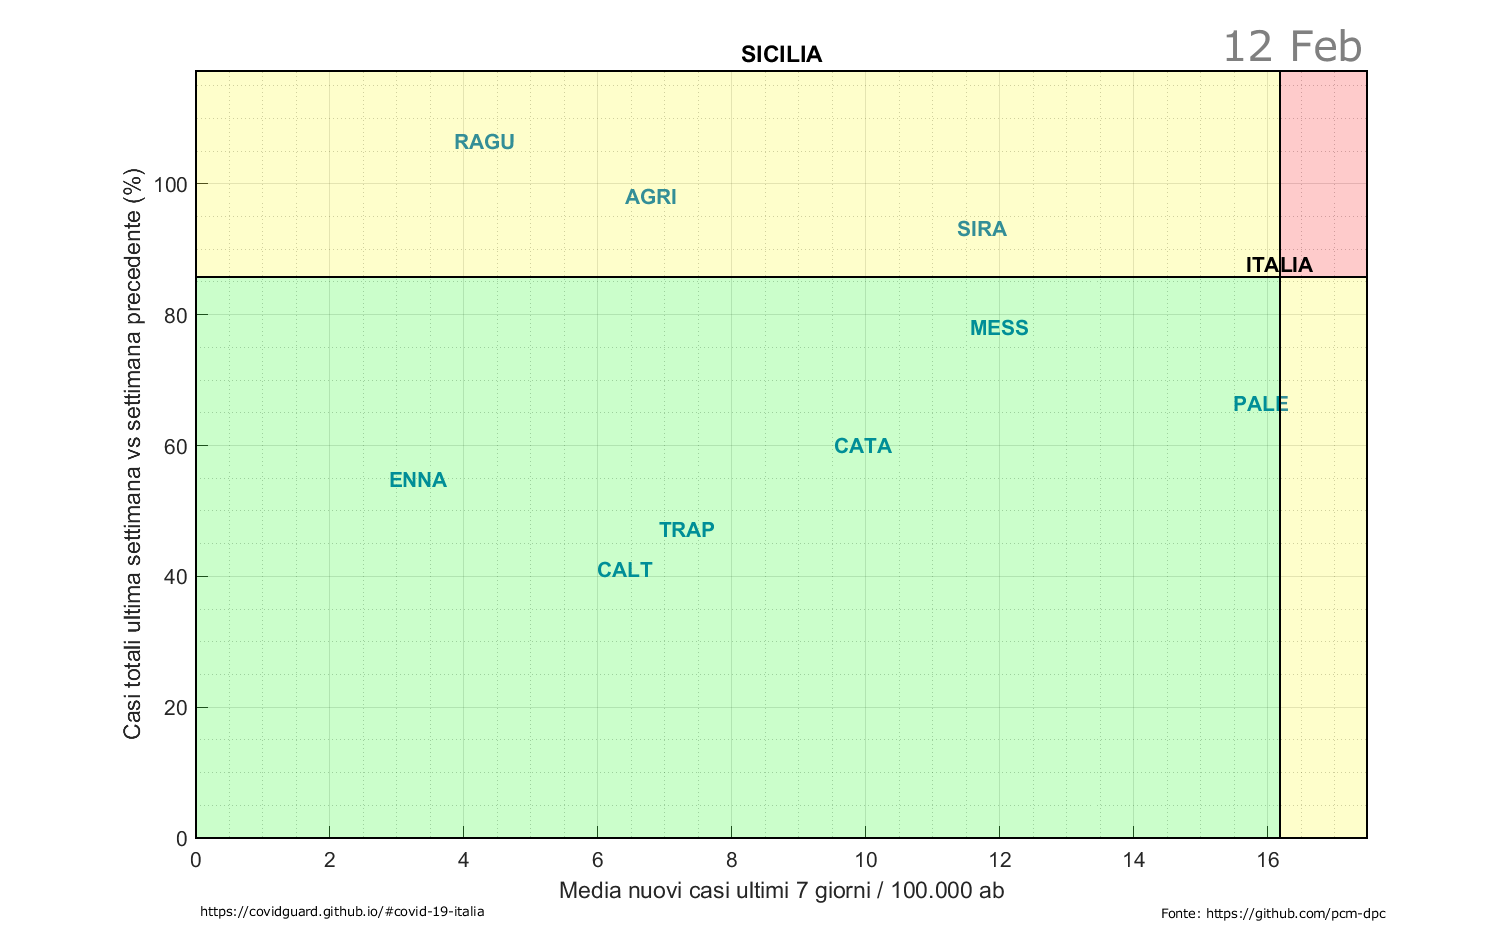 12 Feb
SICILIA
RAGU
100
AGRI
SIRA
ITALIA
80
MESS
PALE
60
CATA
ENNA
TRAP
40
CALT
20
0
Casi totali ultima settimana vs settimana precedente (%)
0 2 4 6 8 10 12 14 16
Media nuovi casi ultimi 7 giorni / 100.000 ab
https://covidguard.github.io/#covid-19-italia
Fonte: https://github.com/pcm-dpc